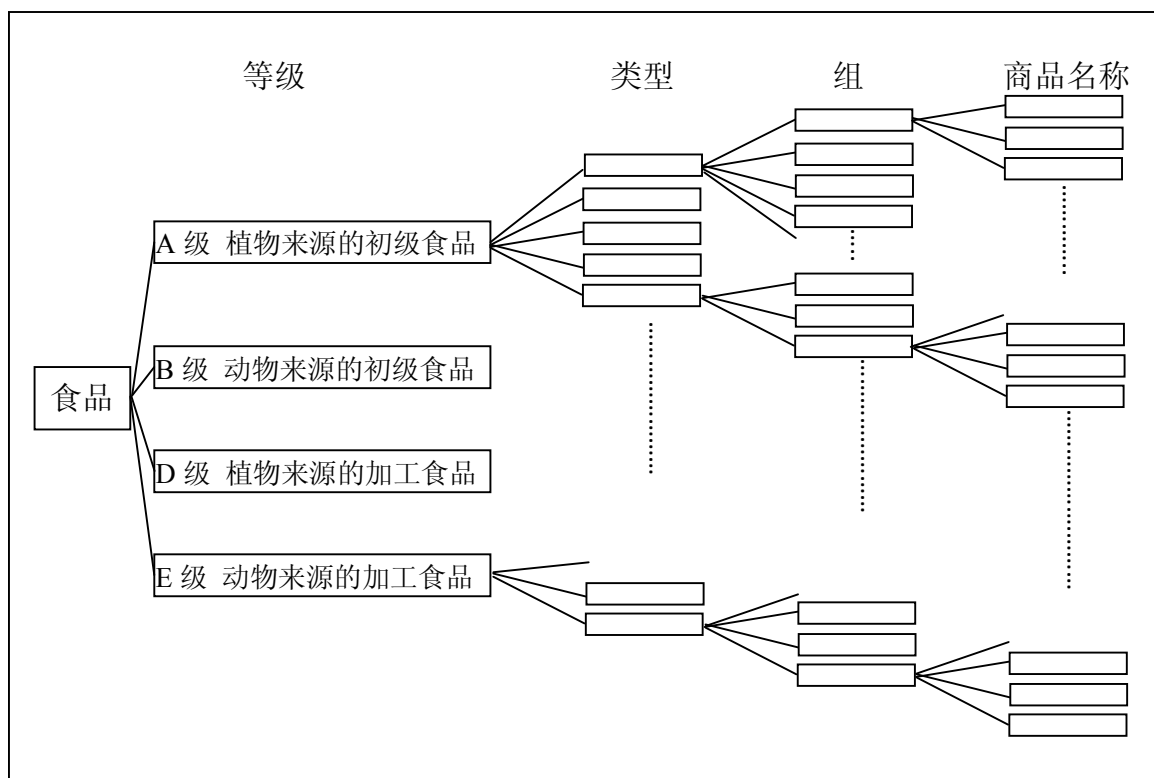 等级 类型 组 商品名称
A 级 植物来源的初级食品
B 级 动物来源的初级食品
食品
D 级 植物来源的加工食品
E 级 动物来源的加工食品